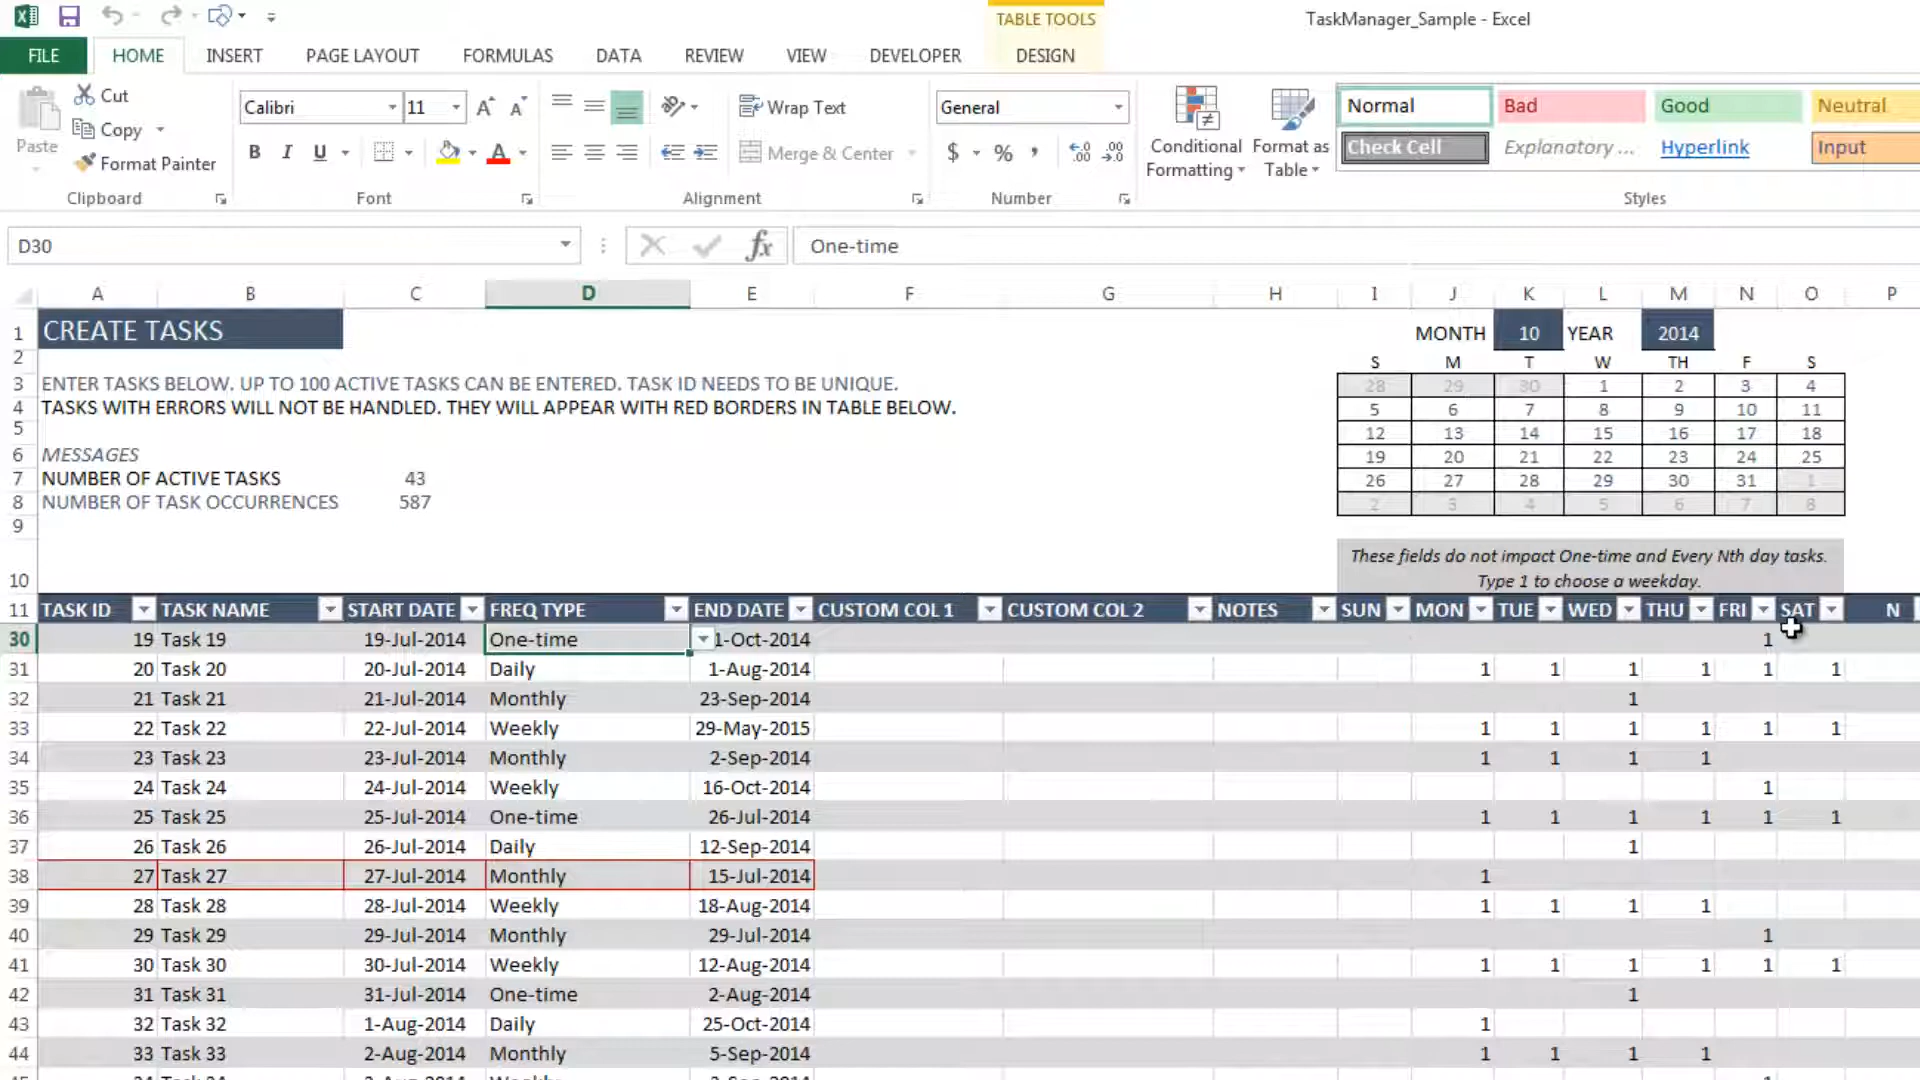 TABLE TOOLS
TaskManager_Sample - Excel
FILE HOME INSERT PAGE LAYOUT FORMULAS DATA REVIEW VIEW DEVELOPER DESIGN
Paste
Cut
Copy
Format Painter
Clipboard
Calibri 11
B I U A
Font
Wrap Text
Merge & Center
Alignment
General
$ % ,
Number
Conditional Formatting
Format as Table
Normal Bad Good Neutral
Check Cell Explanatory ... Hyperlink Input
Styles
D30 fx One-time
A B C D E F G H I J K L M N O P
1 CREATE TASKS MONTH 10 YEAR 2014
2 S M T W TH F S
3 ENTER TASKS BELOW. UP TO 100 ACTIVE TASKS CAN BE ENTERED. TASK ID NEEDS TO BE UNIQUE. 28 29 30 1 2 3 4
4 TASKS WITH ERRORS WILL NOT BE HANDLED. THEY WILL APPEAR WITH RED BORDERS IN TABLE BELOW. 5 6 7 8 9 10 11
5 12 13 14 15 16 17 18
6 MESSAGES 19 20 21 22 23 24 25
7 NUMBER OF ACTIVE TASKS 43 26 27 28 29 30 31 1
8 NUMBER OF TASK OCCURRENCES 587 2 3 4 5 6 7 8
9
These fields do not impact One-time and Every Nth day tasks.
10 Type 1 to choose a weekday.
11 TASK ID TASK NAME START DATE FREQ TYPE END DATE CUSTOM COL 1 CUSTOM COL 2 NOTES SUN MON TUE WED THU FRI SAT N
30 19 Task 19 19-Jul-2014 One-time 1-Oct-2014 1
31 20 Task 20 20-Jul-2014 Daily 1-Aug-2014 1 1 1 1 1 1
32 21 Task 21 21-Jul-2014 Monthly 23-Sep-2014 1
33 22 Task 22 22-Jul-2014 Weekly 29-May-2015 1 1 1 1 1 1
34 23 Task 23 23-Jul-2014 Monthly 2-Sep-2014 1 1 1 1
35 24 Task 24 24-Jul-2014 Weekly 16-Oct-2014 1
36 25 Task 25 25-Jul-2014 One-time 26-Jul-2014 1 1 1 1 1 1
37 26 Task 26 26-Jul-2014 Daily 12-Sep-2014 1
38 27 Task 27 27-Jul-2014 Monthly 15-Jul-2014 1
39 28 Task 28 28-Jul-2014 Weekly 18-Aug-2014 1 1 1 1
40 29 Task 29 29-Jul-2014 Monthly 29-Jul-2014 1
41 30 Task 30 30-Jul-2014 Weekly 12-Aug-2014 1 1 1 1 1 1
42 31 Task 31 31-Jul-2014 One-time 2-Aug-2014 1
43 32 Task 32 1-Aug-2014 Daily 25-Oct-2014 1
44 33 Task 33 2-Aug-2014 Monthly 5-Sep-2014 1 1 1 1